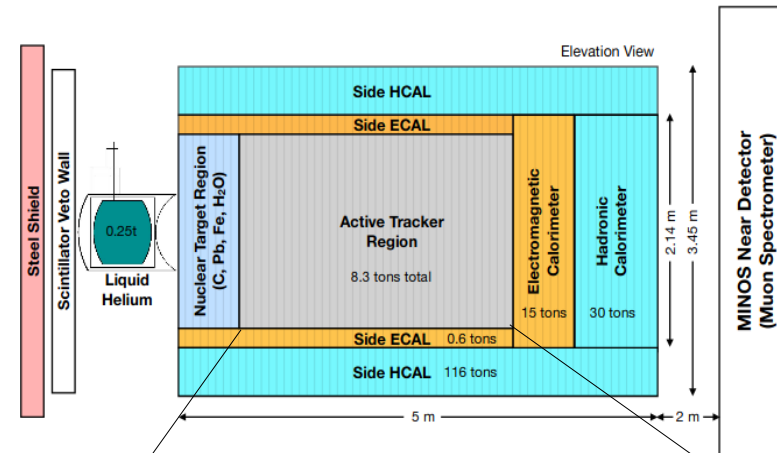 Elevation View
Side HCAL
Side ECAL
Steel Shield
Scintillator Veto Wall
0.25t
Liquid
Helium
Nuclear Target Region
(C, Pb, Fe, H₂O)
Active Tracker
Region
8.3 tons total
Electromagnetic
Calorimeter
15 tons
Hadronic
Calorimeter
30 tons
Side ECAL 0.6 tons
Side HCAL 116 tons
2.14 m
3.45 m
5 m
2 m
MINOS Near Detector
(Muon Spectrometer)